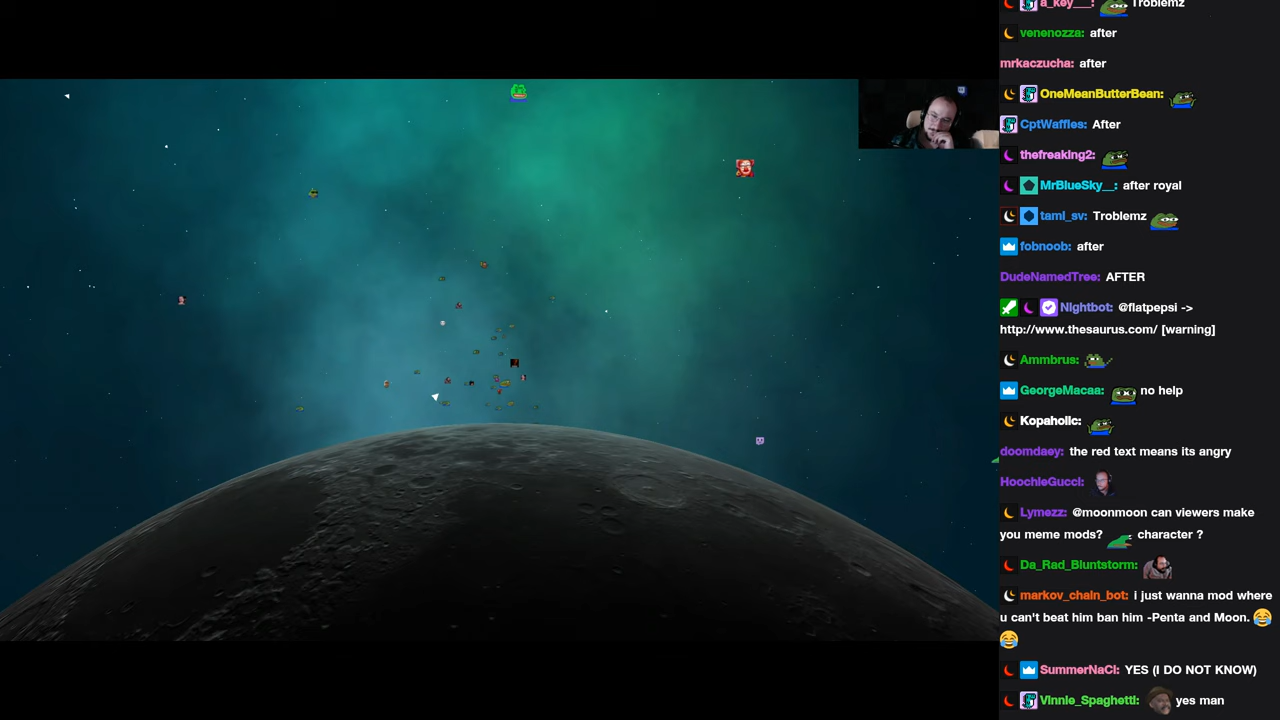 a_key___: Troblemz
venenozza: after
mrkaczucha: after
OneMeanButterBean:
CptWaffles: After
thefreaking2:
MrBlueSky__: after royal
taml_sv: Troblemz
fobnoob: after
DudeNamedTree: AFTER
Nightbot: @flatpepsi ->
http://www.thesaurus.com/ [warning]
Ammbrus:
GeorgeMacaa: no help
Kopaholic:
doomdaey: the red text means its angry
HoochieGucci:
Lymezz: @moonmoon can viewers make
you meme mods? character ?
Da_Rad_Bluntstorm:
markov_chain_bot: i just wanna mod where
u can't beat him ban him -Penta and Moon.
SummerNaCl: YES (I DO NOT KNOW)
Vinnie_Spaghetti: yes man